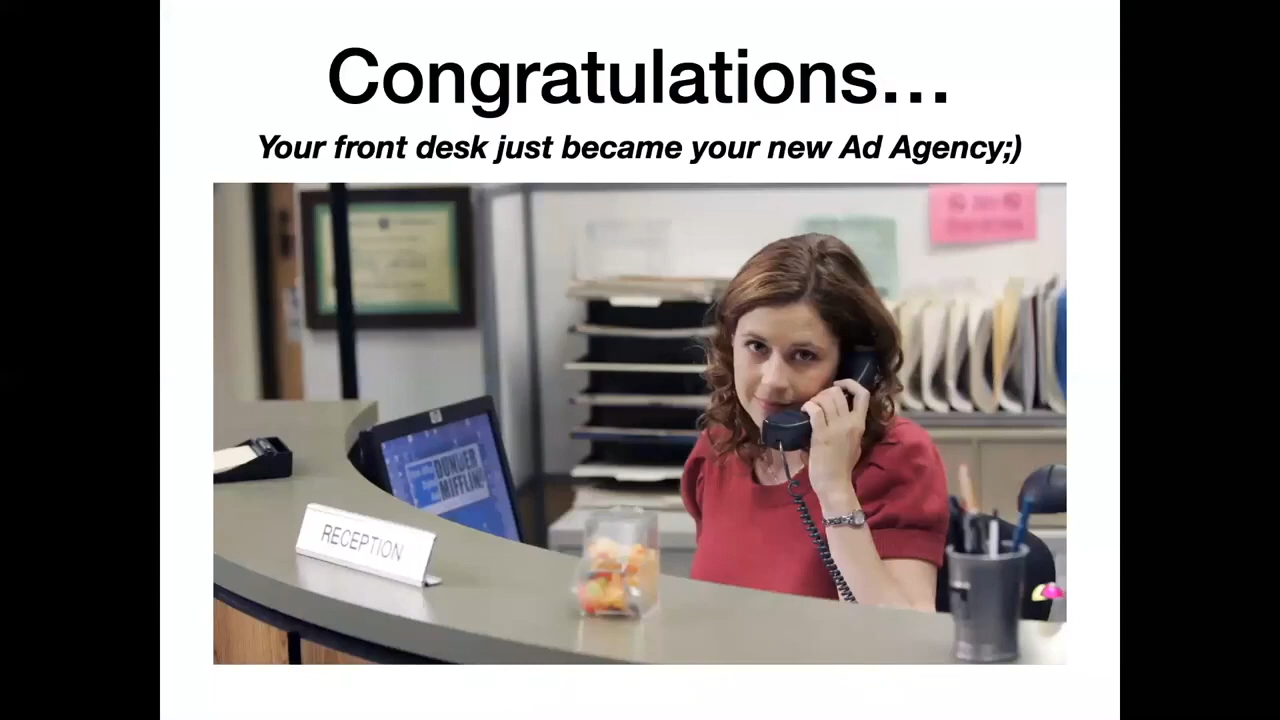 Congratulations…
Your front desk just became your new Ad Agency;)
DUNDER
MIFFLIN
RECEPTION